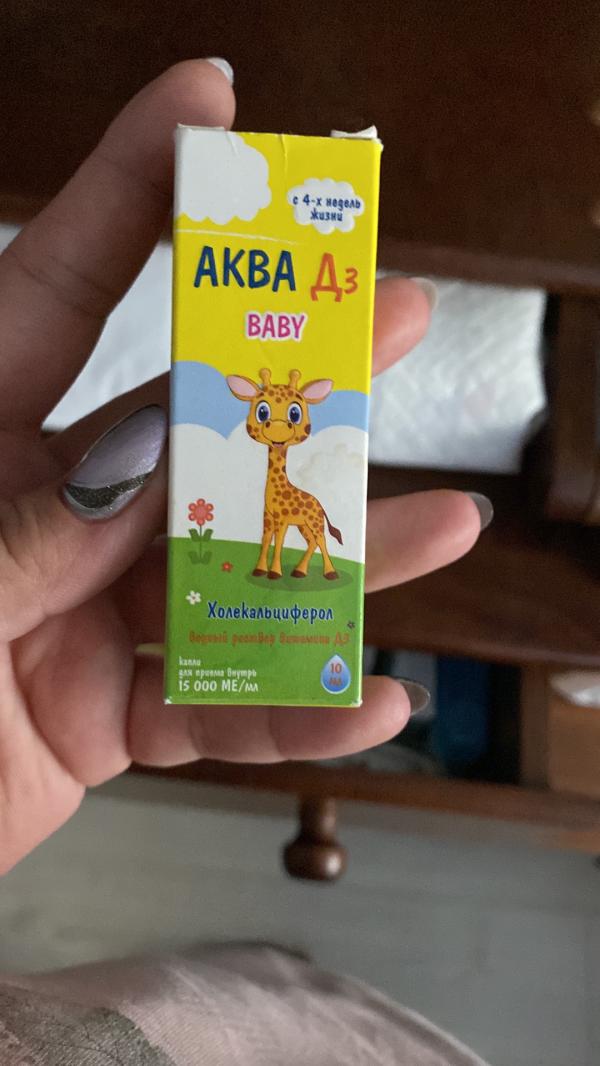 с 4-х недель
жизни
АКВА Д3
BABY
Холекальциферол
водный раствор витамина Д3
капли
для приема внутрь
15 000 МЕ/мл
10
мл